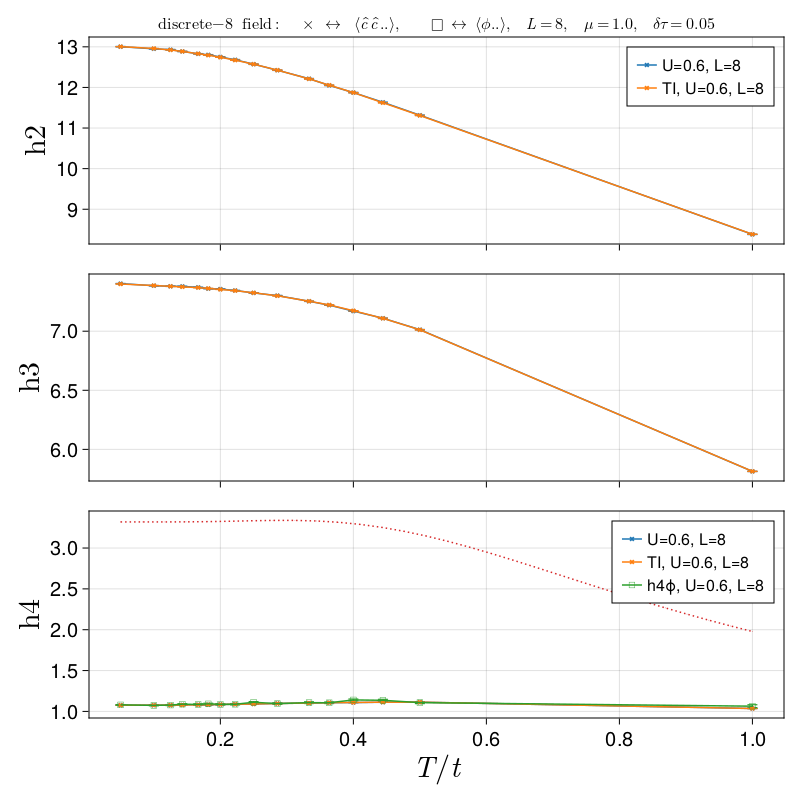 discrete−8 field : × ↔ ⟨ĉ ĉ ..⟩, □ ↔ ⟨ϕ..⟩, L = 8, μ = 1.0, δτ = 0.05
13
12
11
10
9
h2
U=0.6, L=8
TI, U=0.6, L=8
7.0
6.5
6.0
h3
3.0
2.5
2.0
1.5
1.0
h4
U=0.6, L=8
TI, U=0.6, L=8
h4ϕ, U=0.6, L=8
0.2 0.4 0.6 0.8 1.0
T/t